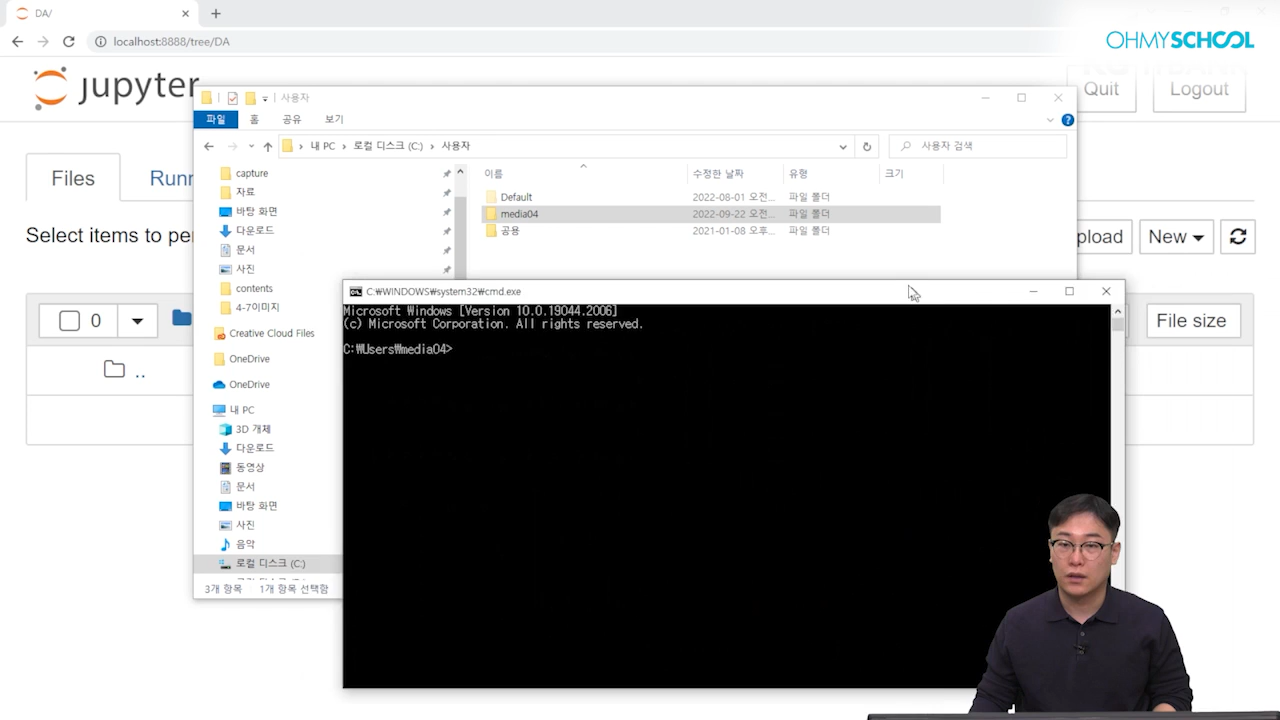 DA/
localhost:8888/tree/DA
OHMYSCHOOL
jupyter
Quit
Logout
사용자
파일
홈
공유
보기
내 PC
로컬 디스크 (C:)
사용자
사용자 검색
Files
Runn
Select items to per
pload
New
0
File size
..
capture
자료
바탕 화면
다운로드
문서
사진
contents
4-7이미지
Creative Cloud Files
OneDrive
OneDrive
내 PC
3D 개체
다운로드
동영상
문서
바탕 화면
사진
음악
로컬 디스크 (C:)
이름 수정한 날짜 유형 크기
Default 2022-08-01 오전... 파일 폴더
media04 2022-09-22 오전... 파일 폴더
공용 2021-01-08 오후... 파일 폴더
3개 항목 1개 항목 선택함
C:₩WINDOWS₩system32₩cmd.exe
Microsoft Windows [Version 10.0.19044.2006]
(c) Microsoft Corporation. All rights reserved.
C:₩Users₩media04>